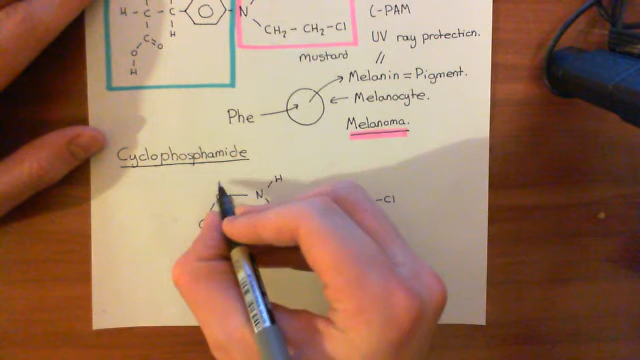 H - C - C -
N
H
C
O
O
H
CH₂ - CH₂ - Cl
mustard
L-PAM
UV ray protection.
//
Melanin = Pigment.
Phe
Melanocyte.
Melanoma.
Cyclophosphamide
N
H
-Cl